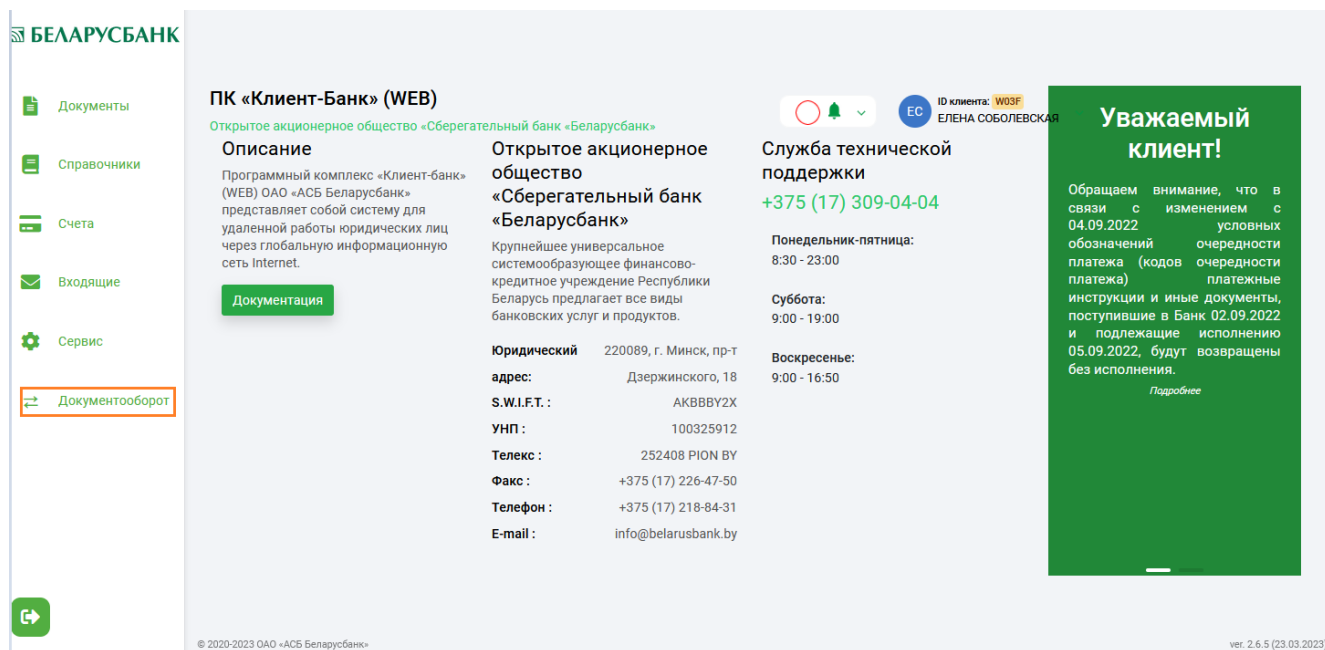 БЕЛАРУСБАНК
Документы
Справочники
Счета
Входящие
Сервис
Документооборот
ПК «Клиент-Банк» (WEB)
Открытое акционерное общество «Сберегательный банк «Беларусбанк»
ЕС
ID клиента: W03F
ЕЛЕНА СОБОЛЕВСКАЯ
Описание
Программный комплекс «Клиент-банк»
(WEB) ОАО «АСБ Беларусбанк»
представляет собой систему для
удаленной работы юридических лиц
через глобальную информационную
сеть Internet.
Документация
Открытое акционерное
общество
«Сберегательный банк
«Беларусбанк»
Крупнейшее универсальное
системообразующее финансово-
кредитное учреждение Республики
Беларусь предлагает все виды
банковских услуг и продуктов.
Юридический 220089, г. Минск, пр-т
адрес: Дзержинского, 18
S.W.I.F.T. : AKBBBY2X
УНП : 100325912
Телекс : 252408 PION BY
Факс : +375 (17) 226-47-50
Телефон : +375 (17) 218-84-31
E-mail : info@belarusbank.by
Служба технической
поддержки
+375 (17) 309-04-04
Понедельник-пятница:
8:30 - 23:00
Суббота:
9:00 - 19:00
Воскресенье:
9:00 - 16:50
Уважаемый
клиент!
Обращаем внимание, что в
связи с изменением с
04.09.2022 условных
обозначений очередности
платежа (кодов очередности
платежа) платежные
инструкции и иные документы,
поступившие в Банк 02.09.2022
и подлежащие исполнению
05.09.2022, будут возвращены
без исполнения.
Подробнее
© 2020-2023 ОАО «АСБ Беларусбанк»
ver. 2.6.5 (23.03.2023)